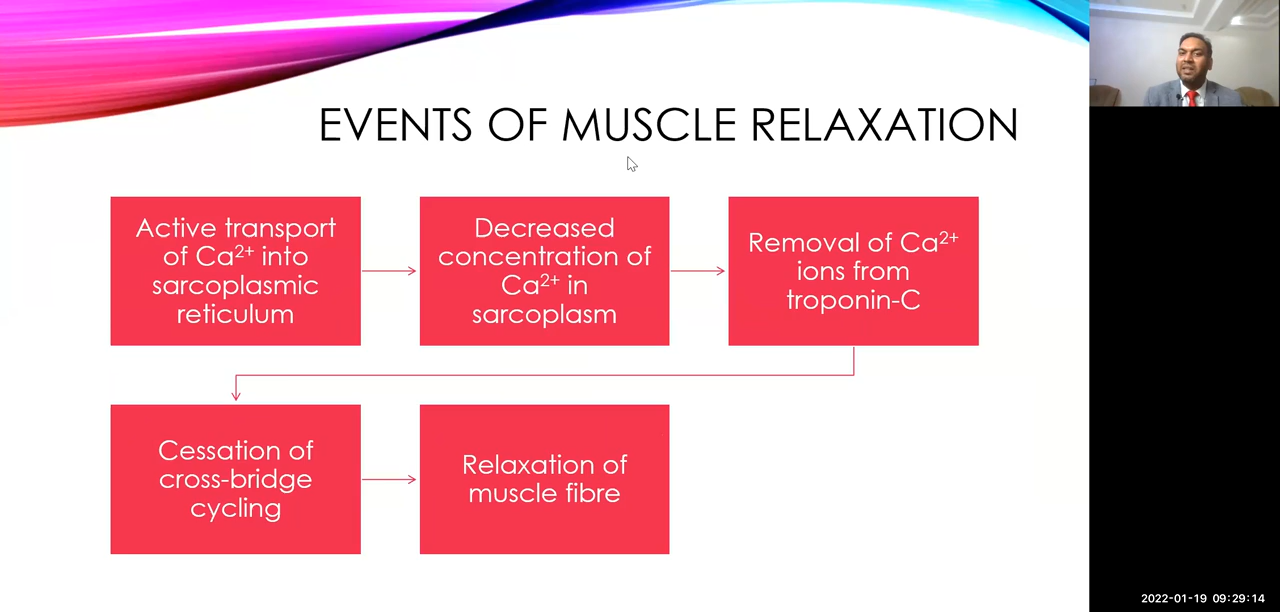 EVENTS OF MUSCLE RELAXATION
Active transport
of Ca²⁺ into
sarcoplasmic
reticulum
Decreased
concentration of
Ca²⁺ in
sarcoplasm
Removal of Ca²⁺
ions from
troponin-C
Cessation of
cross-bridge
cycling
Relaxation of
muscle fibre
2022-01-19 09:29:14